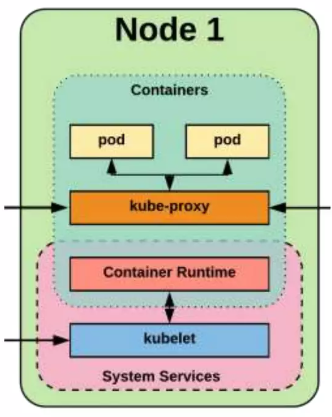 Node 1
Containers
pod pod
kube-proxy
Container Runtime
kubelet
System Services